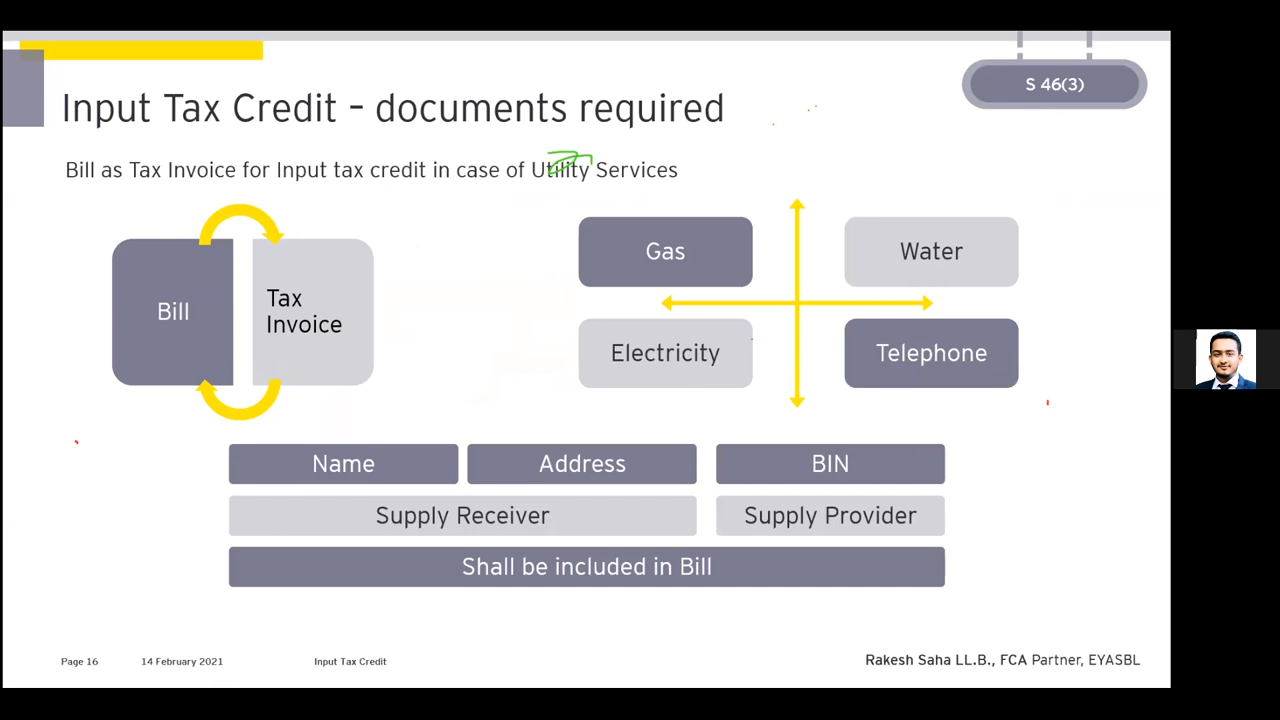 S 46(3)
Input Tax Credit – documents required
Bill as Tax Invoice for Input tax credit in case of Utility Services
Bill
Tax
Invoice
Gas
Water
Electricity
Telephone
Name
Address
BIN
Supply Receiver
Supply Provider
Shall be included in Bill
Page 16
14 February 2021
Input Tax Credit
Rakesh Saha LL.B., FCA Partner, EYASBL